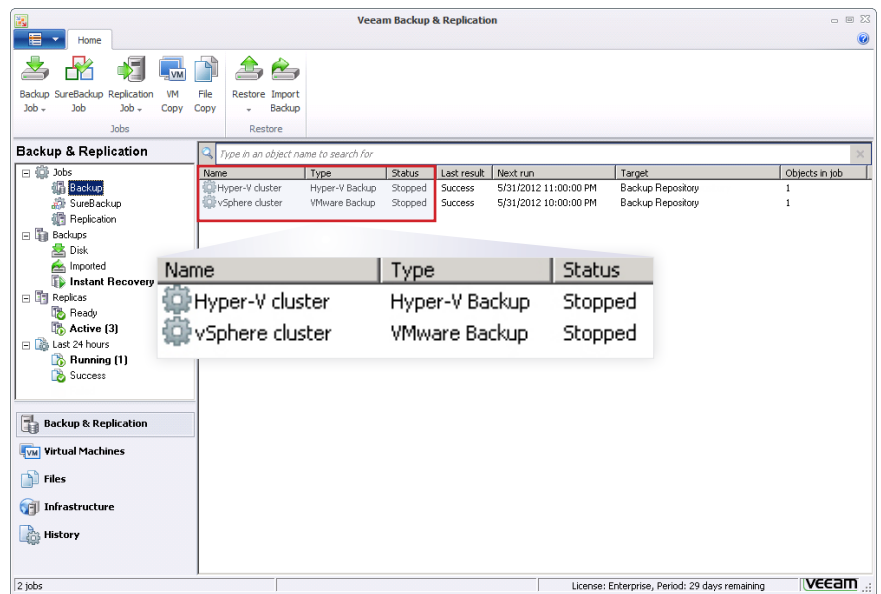 Veeam Backup & Replication
Home
Backup Job
SureBackup Job
Replication Job
VM Copy
File Copy
Restore
Import Backup
Jobs
Restore
Backup & Replication
Type in an object name to search for
Jobs
Backup
SureBackup
Replication
Backups
Disk
Imported
Instant Recovery
Replicas
Ready
Active (3)
Last 24 hours
Running (1)
Success
Name Type Status Last result Next run Target Objects in job
Hyper-V cluster Hyper-V Backup Stopped Success 5/31/2012 11:00:00 PM Backup Repository 1
vSphere cluster VMware Backup Stopped Success 5/31/2012 10:00:00 PM Backup Repository 1
Name Type Status
Hyper-V cluster Hyper-V Backup Stopped
vSphere cluster VMware Backup Stopped
Backup & Replication
VM
Virtual Machines
Files
Infrastructure
History
2 jobs
License: Enterprise, Period: 29 days remaining
veeam